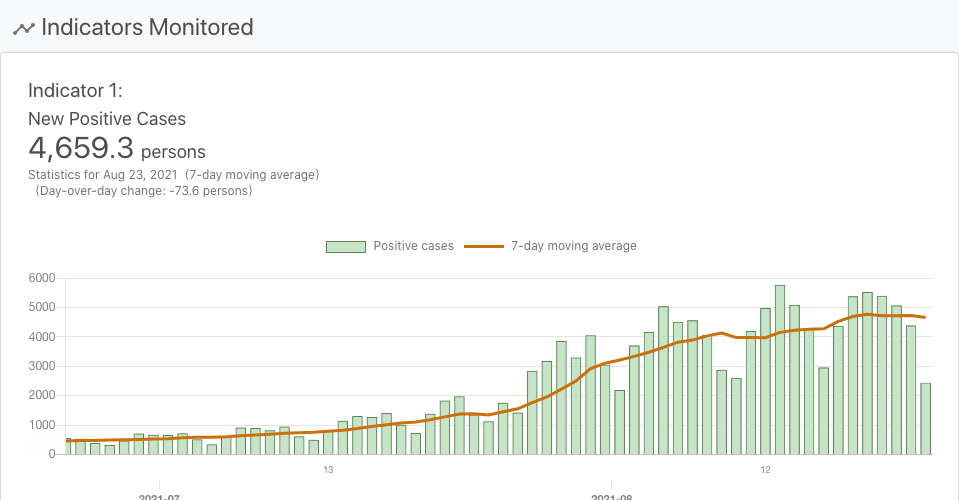 Indicators Monitored
Indicator 1:
New Positive Cases
4,659.3 persons
Statistics for Aug 23, 2021 (7-day moving average)
(Day-over-day change: -73.6 persons)
Positive cases 7-day moving average
6000
5000
4000
3000
2000
1000
0
13 12
2021-07 2021-08